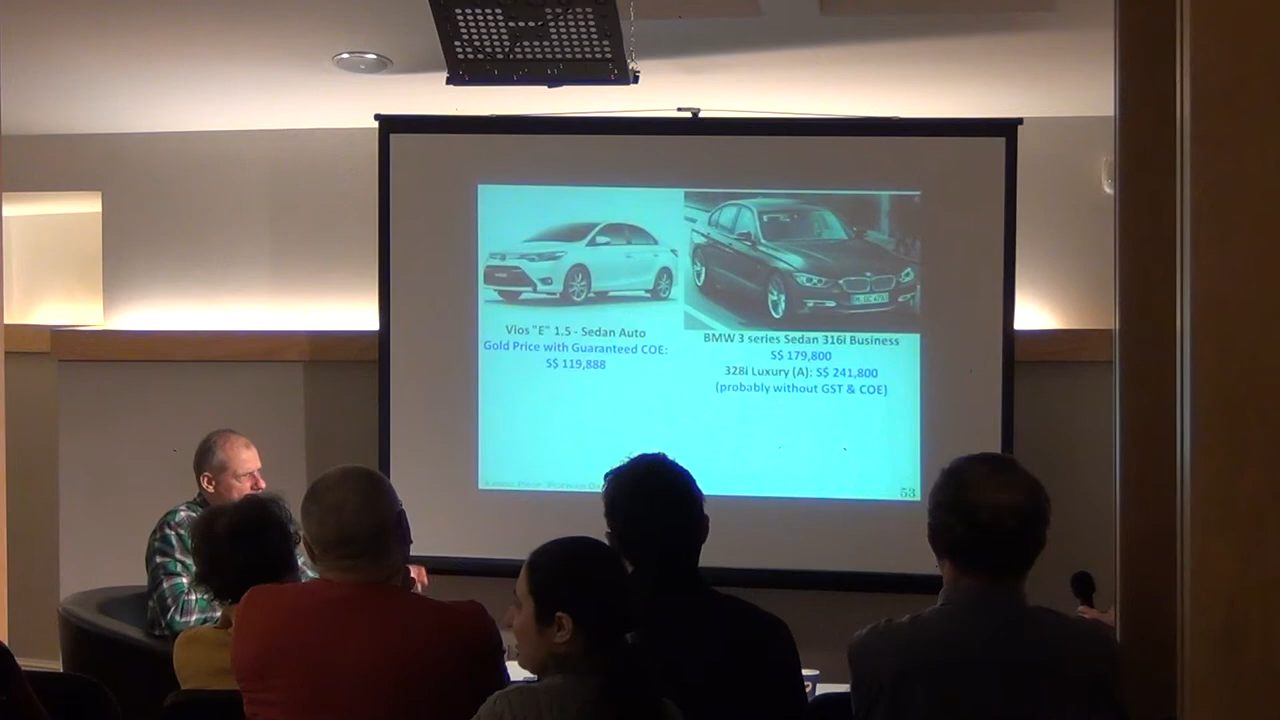 Vios "E" 1.5 - Sedan Auto
Gold Price with Guaranteed COE:
S$ 119,888
BMW 3 series Sedan 316i Business
S$ 179,800
328i Luxury (A): S$ 241,800
(probably without GST & COE)
53